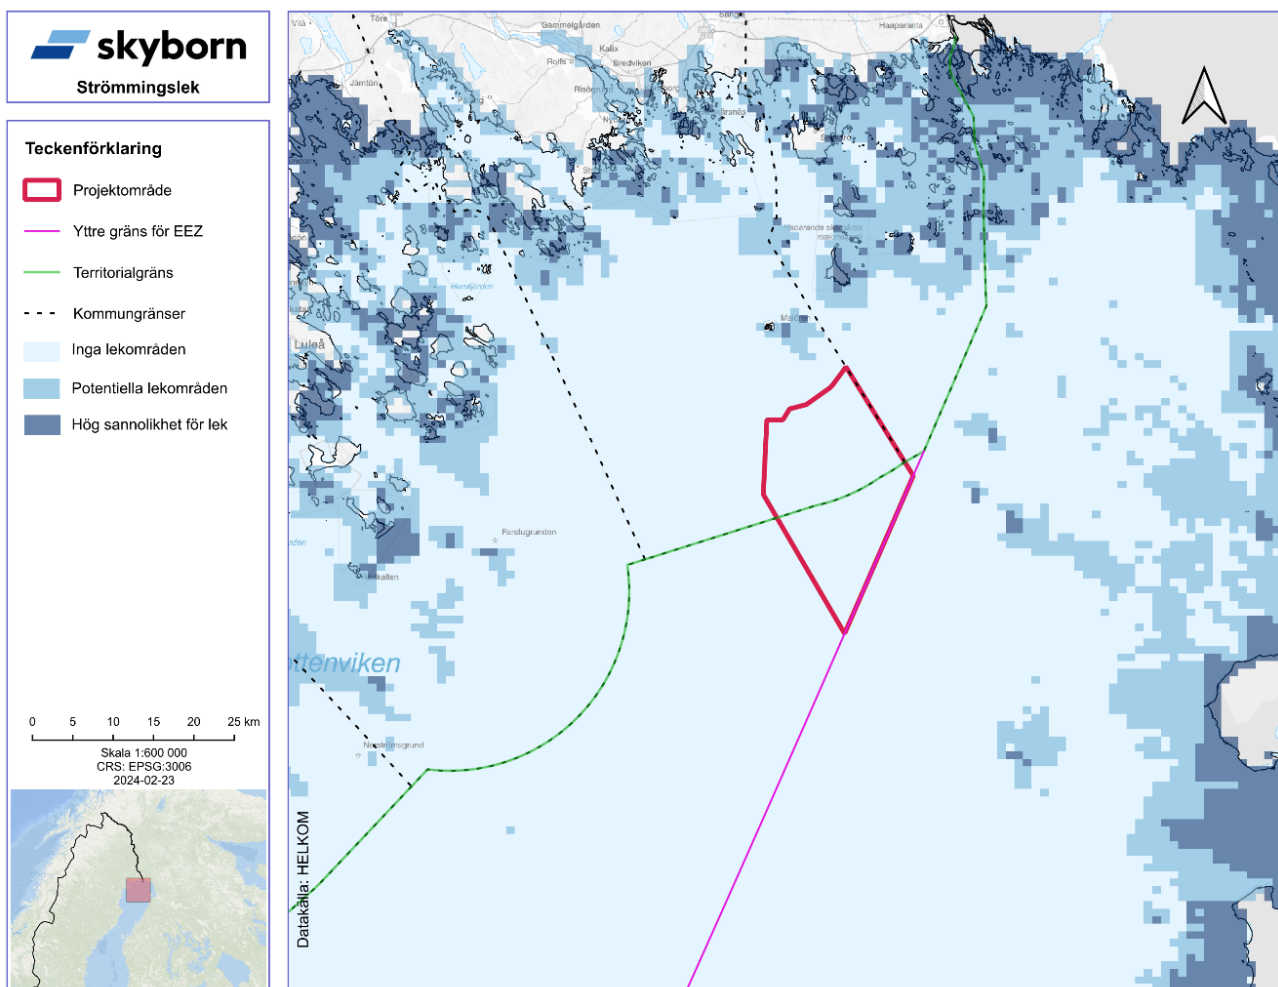 skyborn
Strömmingslek
Teckenförklaring
Projektområde
Yttre gräns för EEZ
Territorialgräns
Kommungränser
Inga lekområden
Potentiella lekområden
Hög sannolikhet för lek
0 5 10 15 20 25 km
Skala 1:600 000
CRS: EPSG:3006
2024-02-23
Töre
Gammelgården
Haaparanta
Kalix
Rolfs
Bredviken
Jämtön
Luleå
Farstugrunden
ttenviken
Datakälla: HELKOM